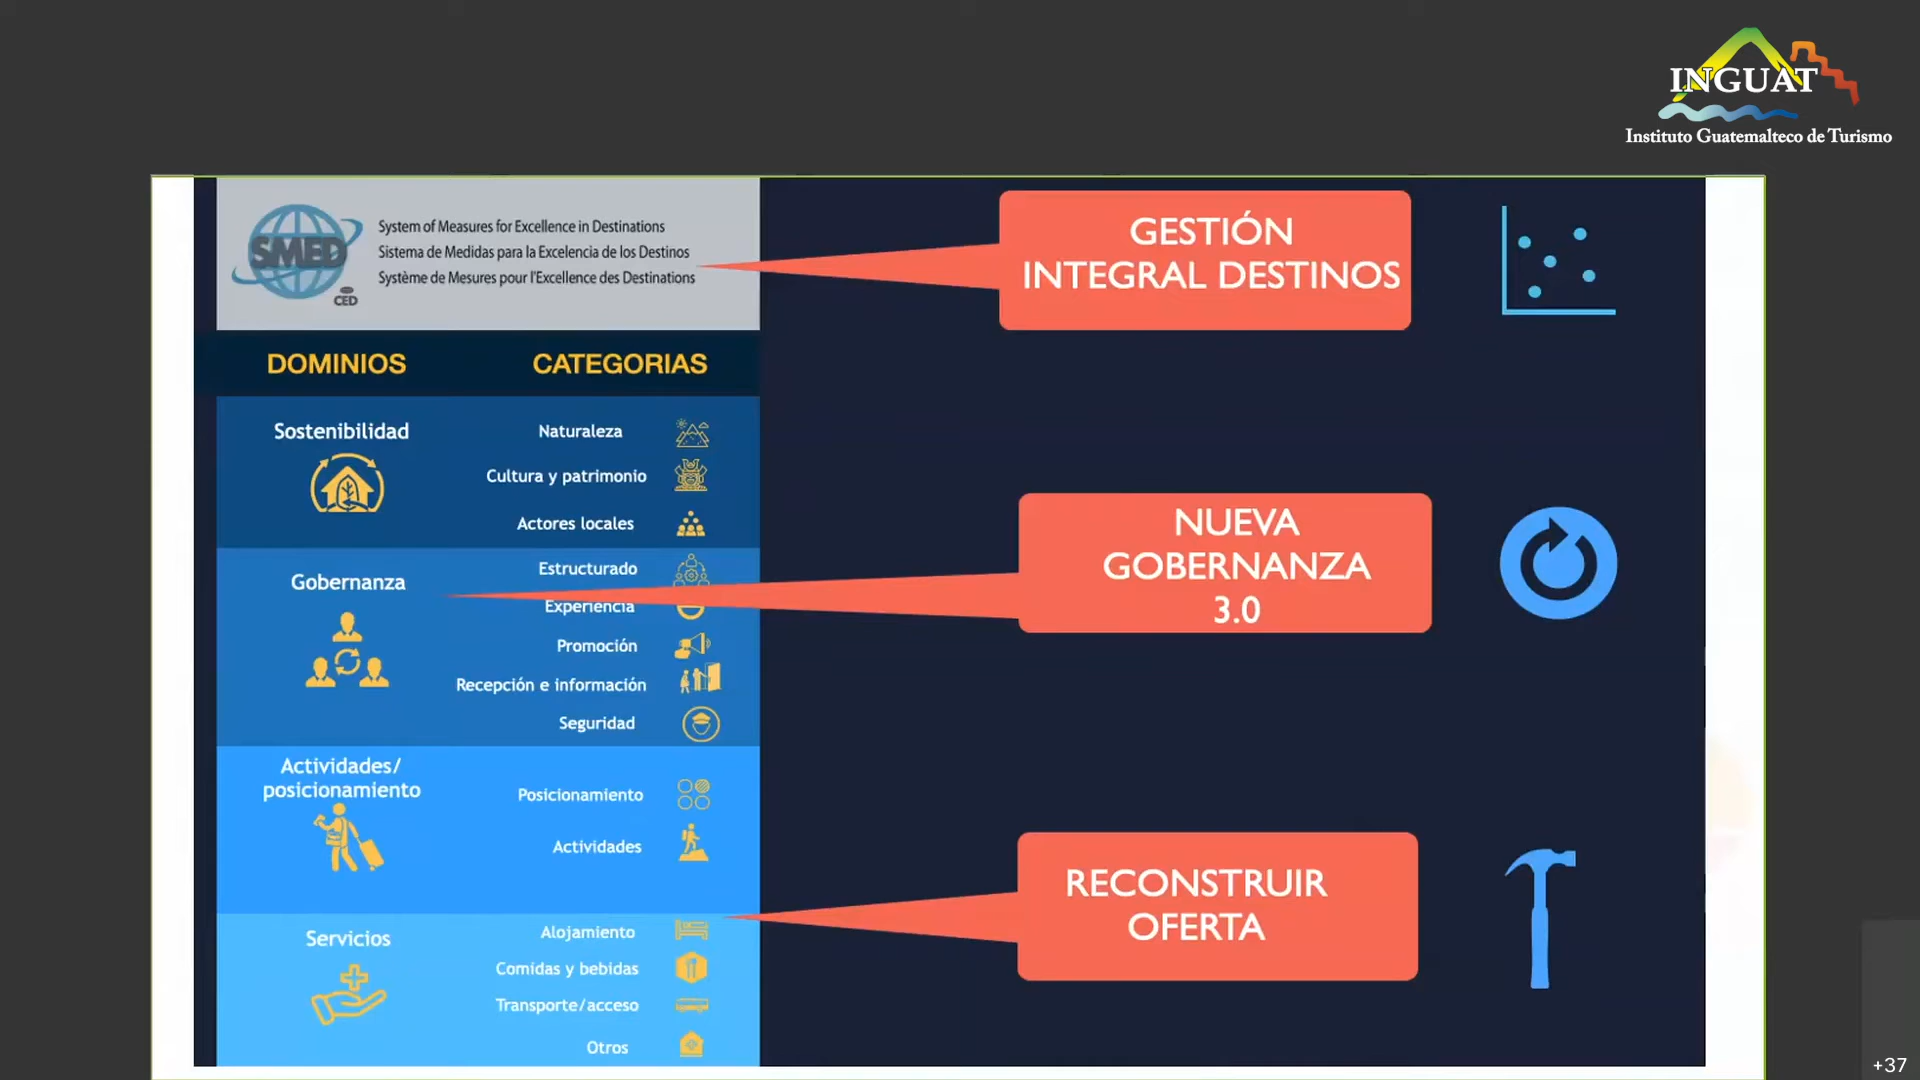 INGUAT
Instituto Guatemalteco de Turismo
SMED
CED
System of Measures for Excellence in Destinations
Sistema de Medidas para la Excelencia de los Destinos
Système de Mesures pour l'Excellence des Destinations
GESTIÓN
INTEGRAL DESTINOS
DOMINIOS
CATEGORIAS
Sostenibilidad
Naturaleza
Cultura y patrimonio
Actores locales
Gobernanza
Estructurado
Experiencia
Promoción
Recepción e información
Seguridad
NUEVA
GOBERNANZA
3.0
Actividades/
posicionamiento
Posicionamiento
Actividades
Servicios
Alojamiento
Comidas y bebidas
Transporte/acceso
Otros
RECONSTRUIR
OFERTA
+37